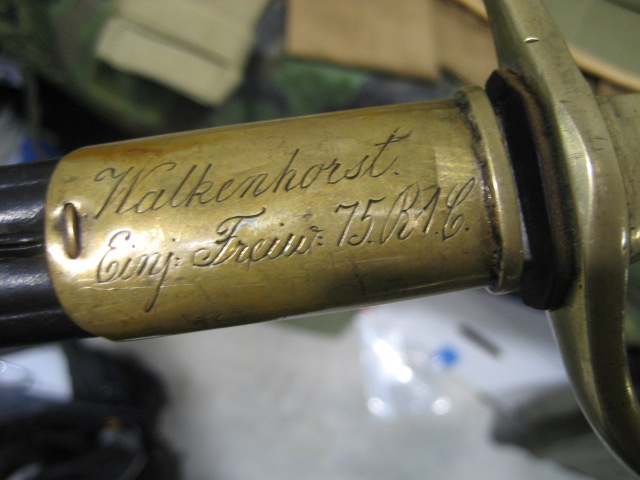 Walkenhorst.
Einj. Freiw. 75. R. 1. C.